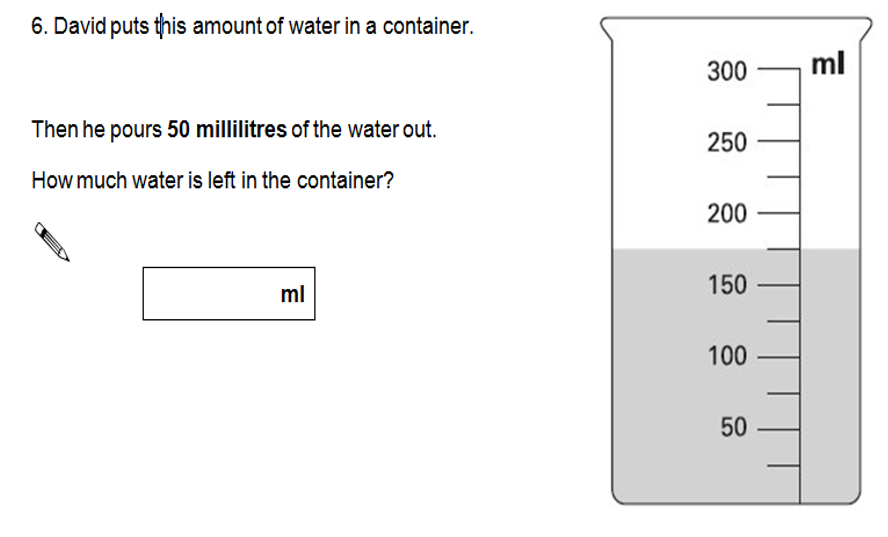 6. David puts this amount of water in a container.
Then he pours 50 millilitres of the water out.
How much water is left in the container?
ml
ml
300
250
200
150
100
50